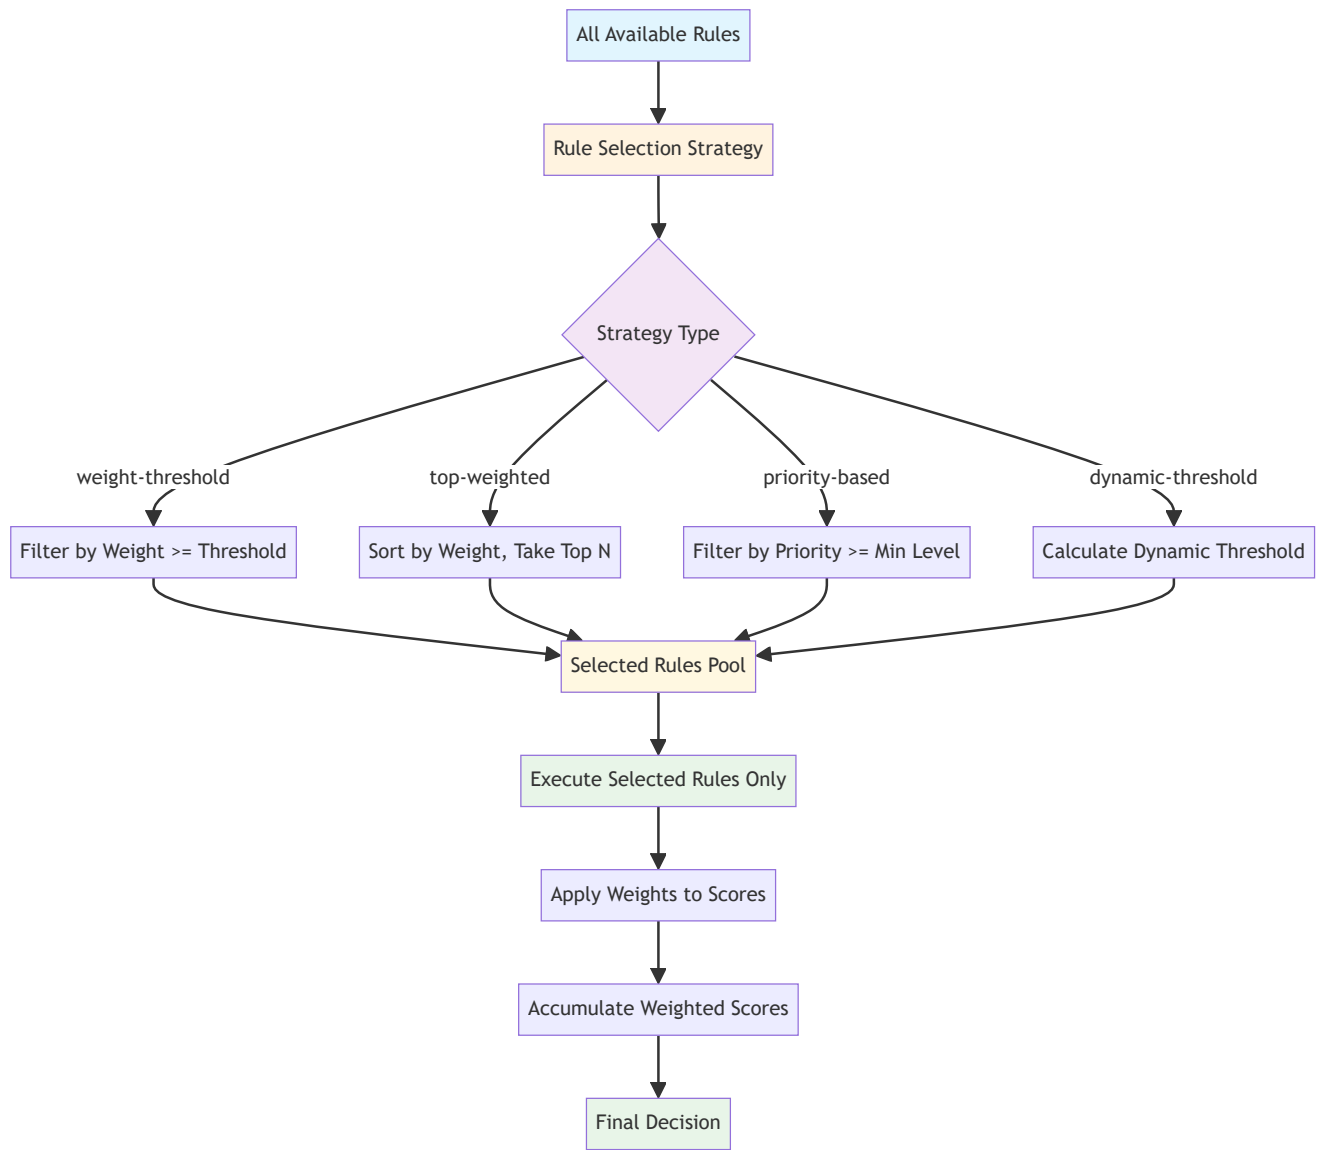 All Available Rules
Rule Selection Strategy
Strategy Type
weight-threshold
top-weighted
priority-based
dynamic-threshold
Filter by Weight >= Threshold
Sort by Weight, Take Top N
Filter by Priority >= Min Level
Calculate Dynamic Threshold
Selected Rules Pool
Execute Selected Rules Only
Apply Weights to Scores
Accumulate Weighted Scores
Final Decision